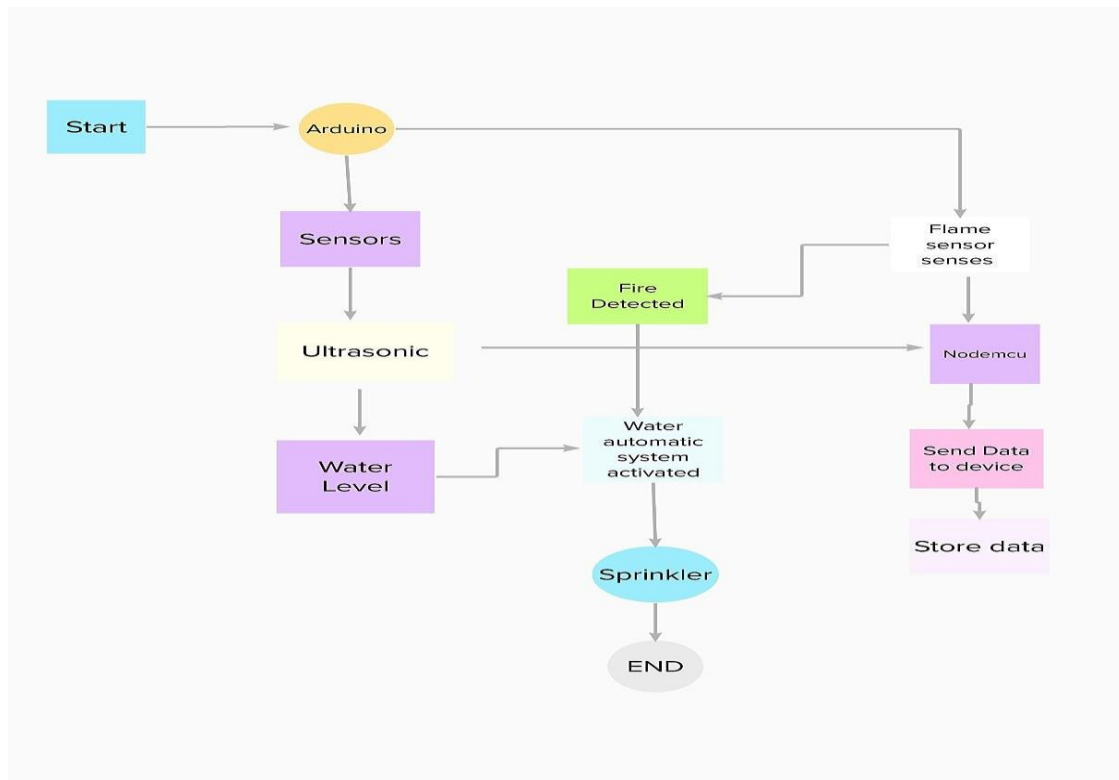 Start
Arduino
Sensors
Flame
sensor
senses
Fire
Detected
Ultrasonic
Nodemcu
Water
Level
Water
automatic
system
activated
Send Data
to device
Store data
Sprinkler
END